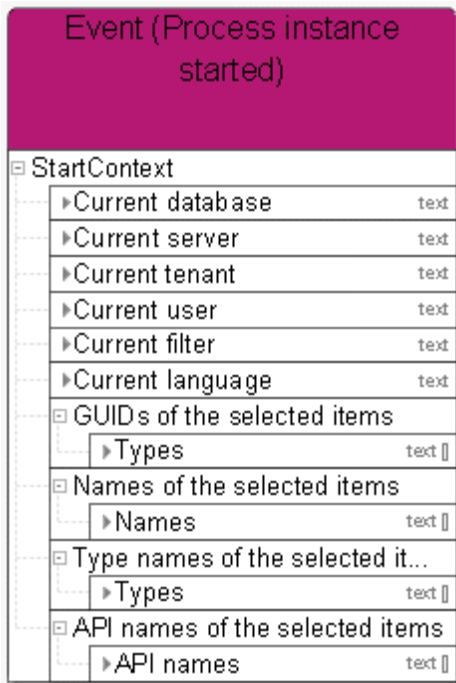 Event (Process instance
started)
StartContext
Current database text
Current server text
Current tenant text
Current user text
Current filter text
Current language text
GUIDs of the selected items
Types text []
Names of the selected items
Names text []
Type names of the selected it...
Types text []
API names of the selected items
API names text []